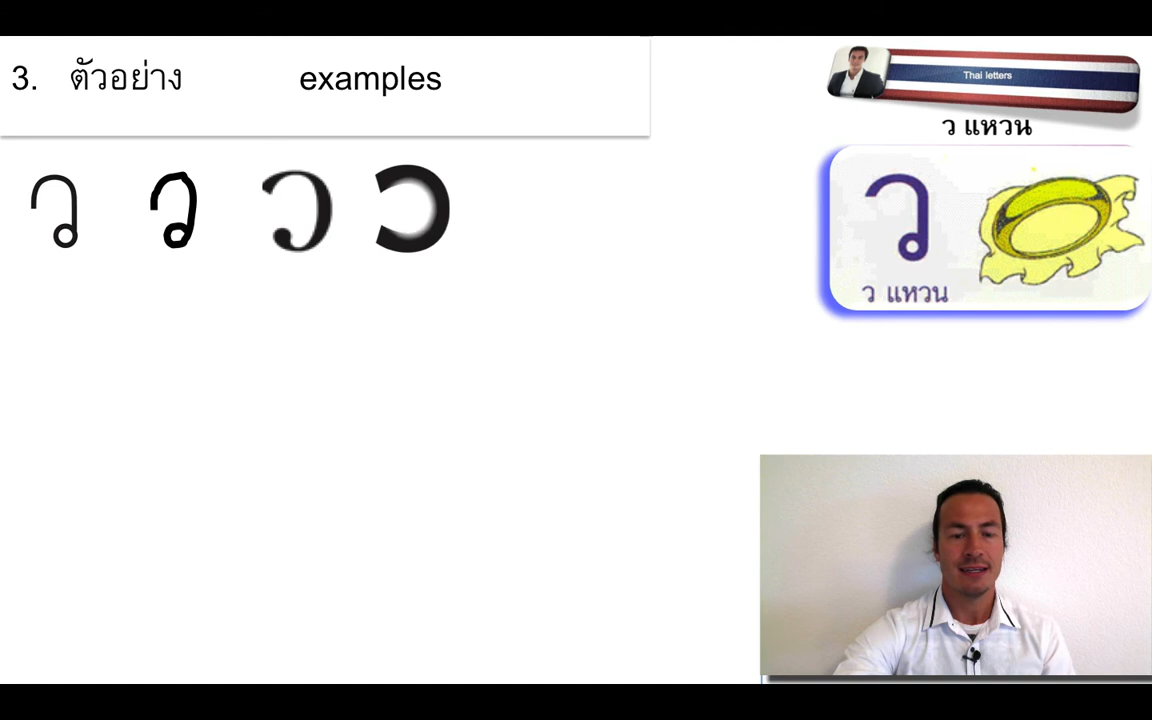 3. ตัวอย่าง examples
ว ว ว ว
Thai letters
ว แหวน
ว
ว แหวน